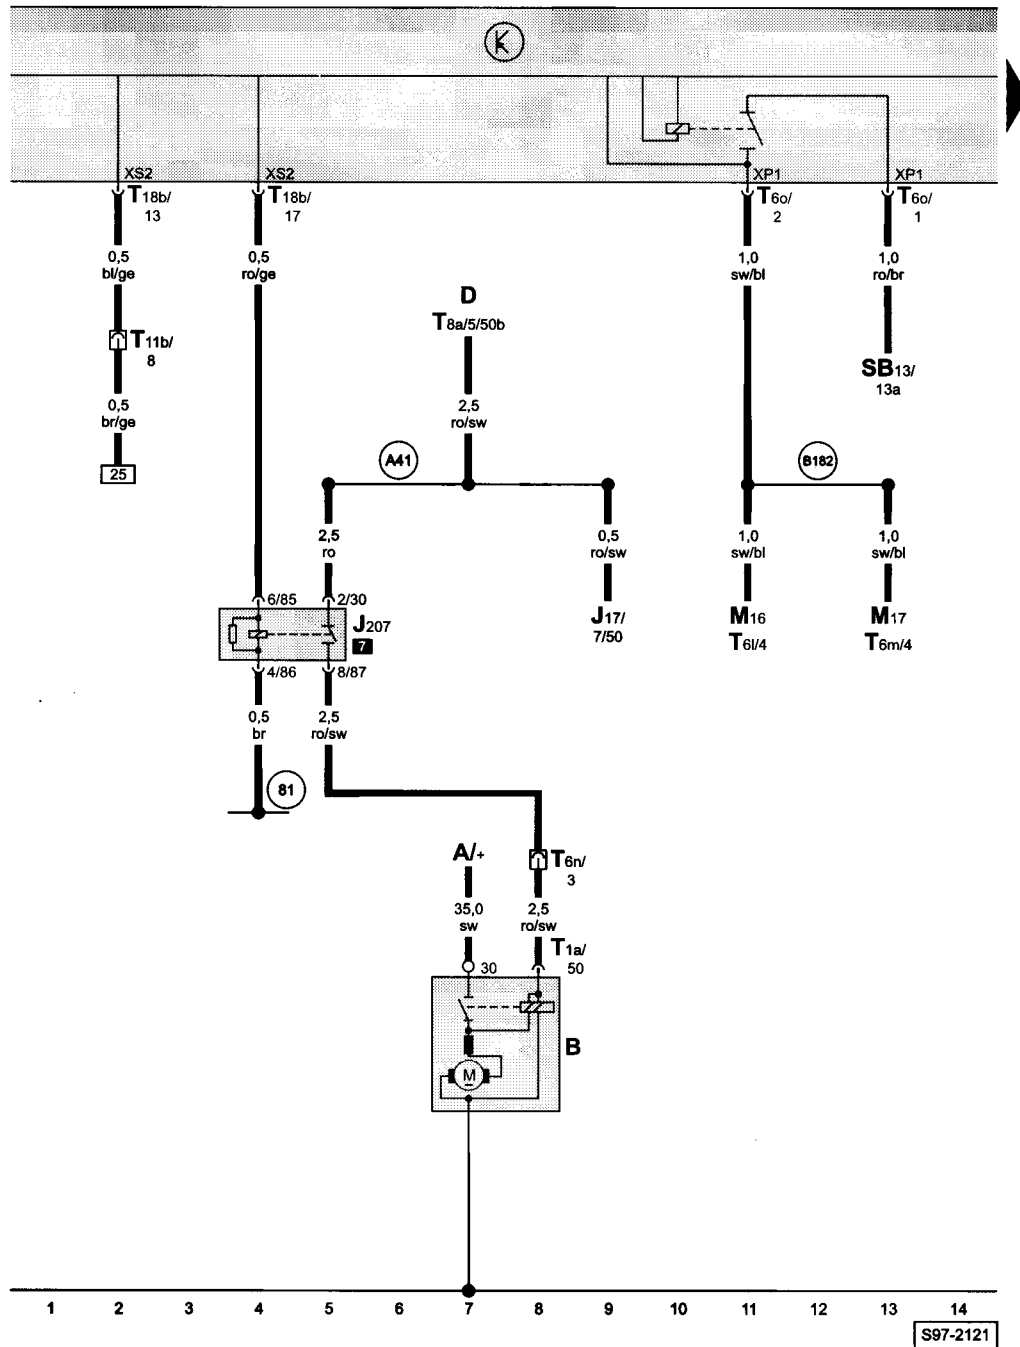 XS2
XS2
XP1
XP1
T18b/
13
T18b/
17
T6o/
2
T6o/
1
0,5
bl/ge
0,5
ro/ge
1,0
sw/bl
1,0
ro/br
D
T8a/5/50b
T11b/
8
SB13/
13a
0,5
br/ge
2,5
ro/sw
25
A41
B182
2,5
ro
0,5
ro/sw
1,0
sw/bl
1,0
sw/bl
6/85
2/30
J207
7
J17/
7/50
M16
T6l/4
M17
T6m/4
4/86
8/87
0,5
br
2,5
ro/sw
81
A/+
T6n/
3
35,0
sw
2,5
ro/sw
T1a/
50
30
B
M
1 2 3 4 5 6 7 8 9 10 11 12 13 14
S97-2121